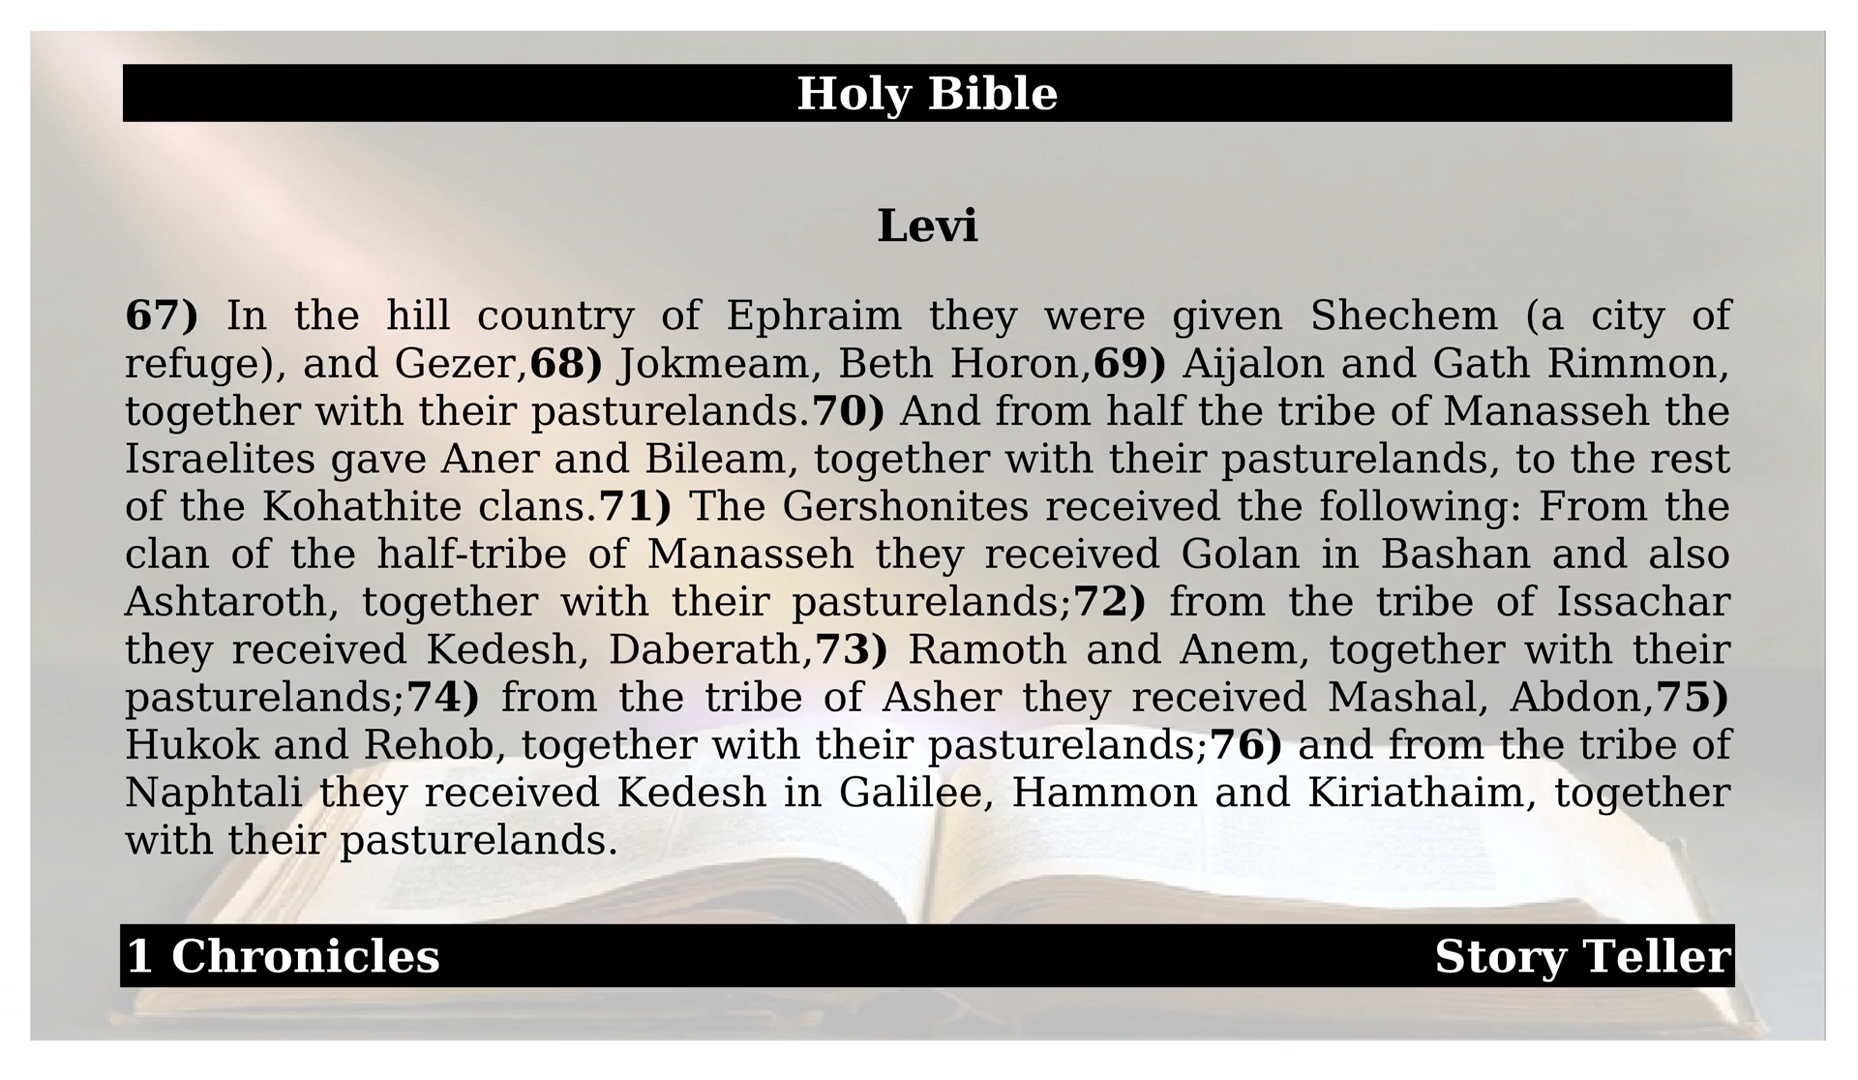 Holy Bible
Levi
67) In the hill country of Ephraim they were given Shechem (a city of
refuge), and Gezer,68) Jokmeam, Beth Horon,69) Aijalon and Gath Rimmon,
together with their pasturelands.70) And from half the tribe of Manasseh the
Israelites gave Aner and Bileam, together with their pasturelands, to the rest
of the Kohathite clans.71) The Gershonites received the following: From the
clan of the half-tribe of Manasseh they received Golan in Bashan and also
Ashtaroth, together with their pasturelands;72) from the tribe of Issachar
they received Kedesh, Daberath,73) Ramoth and Anem, together with their
pasturelands;74) from the tribe of Asher they received Mashal, Abdon,75)
Hukok and Rehob, together with their pasturelands;76) and from the tribe of
Naphtali they received Kedesh in Galilee, Hammon and Kiriathaim, together
with their pasturelands.
1 Chronicles
Story Teller